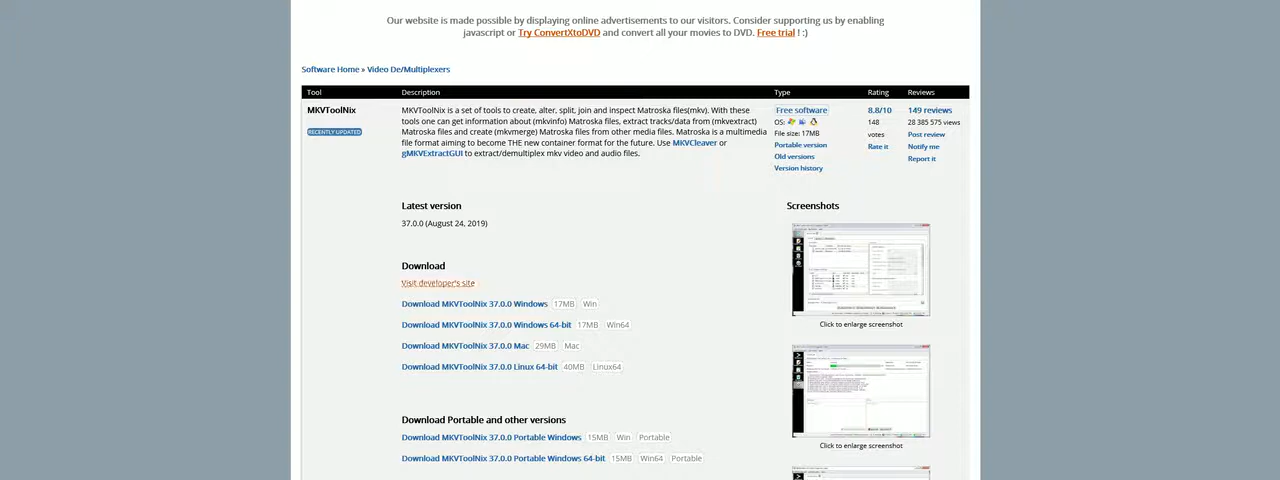 Our website is made possible by displaying online advertisements to our visitors. Consider supporting us by enabling
javascript or Try ConvertXtoDVD and convert all your movies to DVD. Free trial ! :)
Software Home » Video De/Multiplexers
Tool Description Type Rating Reviews
MKVToolNix
RECENTLY UPDATED
MKVToolNix is a set of tools to create, alter, split, join and inspect Matroska files(mkv). With these
tools one can get information about (mkvinfo) Matroska files, extract tracks/data from (mkvextract)
Matroska files and create (mkvmerge) Matroska files from other media files. Matroska is a multimedia
file format aiming to become THE new container format for the future. Use MKVCleaver or
gMKVExtractGUI to extract/demultiplex mkv video and audio files.
Free software
OS:
File size: 17MB
Portable version
Old versions
Version history
8.8/10
148
votes
Rate it
149 reviews
28 385 575 views
Post review
Notify me
Report it
Latest version
37.0.0 (August 24, 2019)
Download
Visit developer's site
Download MKVToolNix 37.0.0 Windows 17MB Win
Download MKVToolNix 37.0.0 Windows 64-bit 17MB Win64
Download MKVToolNix 37.0.0 Mac 29MB Mac
Download MKVToolNix 37.0.0 Linux 64-bit 40MB Linux64
Download Portable and other versions
Download MKVToolNix 37.0.0 Portable Windows 15MB Win Portable
Download MKVToolNix 37.0.0 Portable Windows 64-bit 15MB Win64 Portable
Screenshots
Click to enlarge screenshot
Click to enlarge screenshot